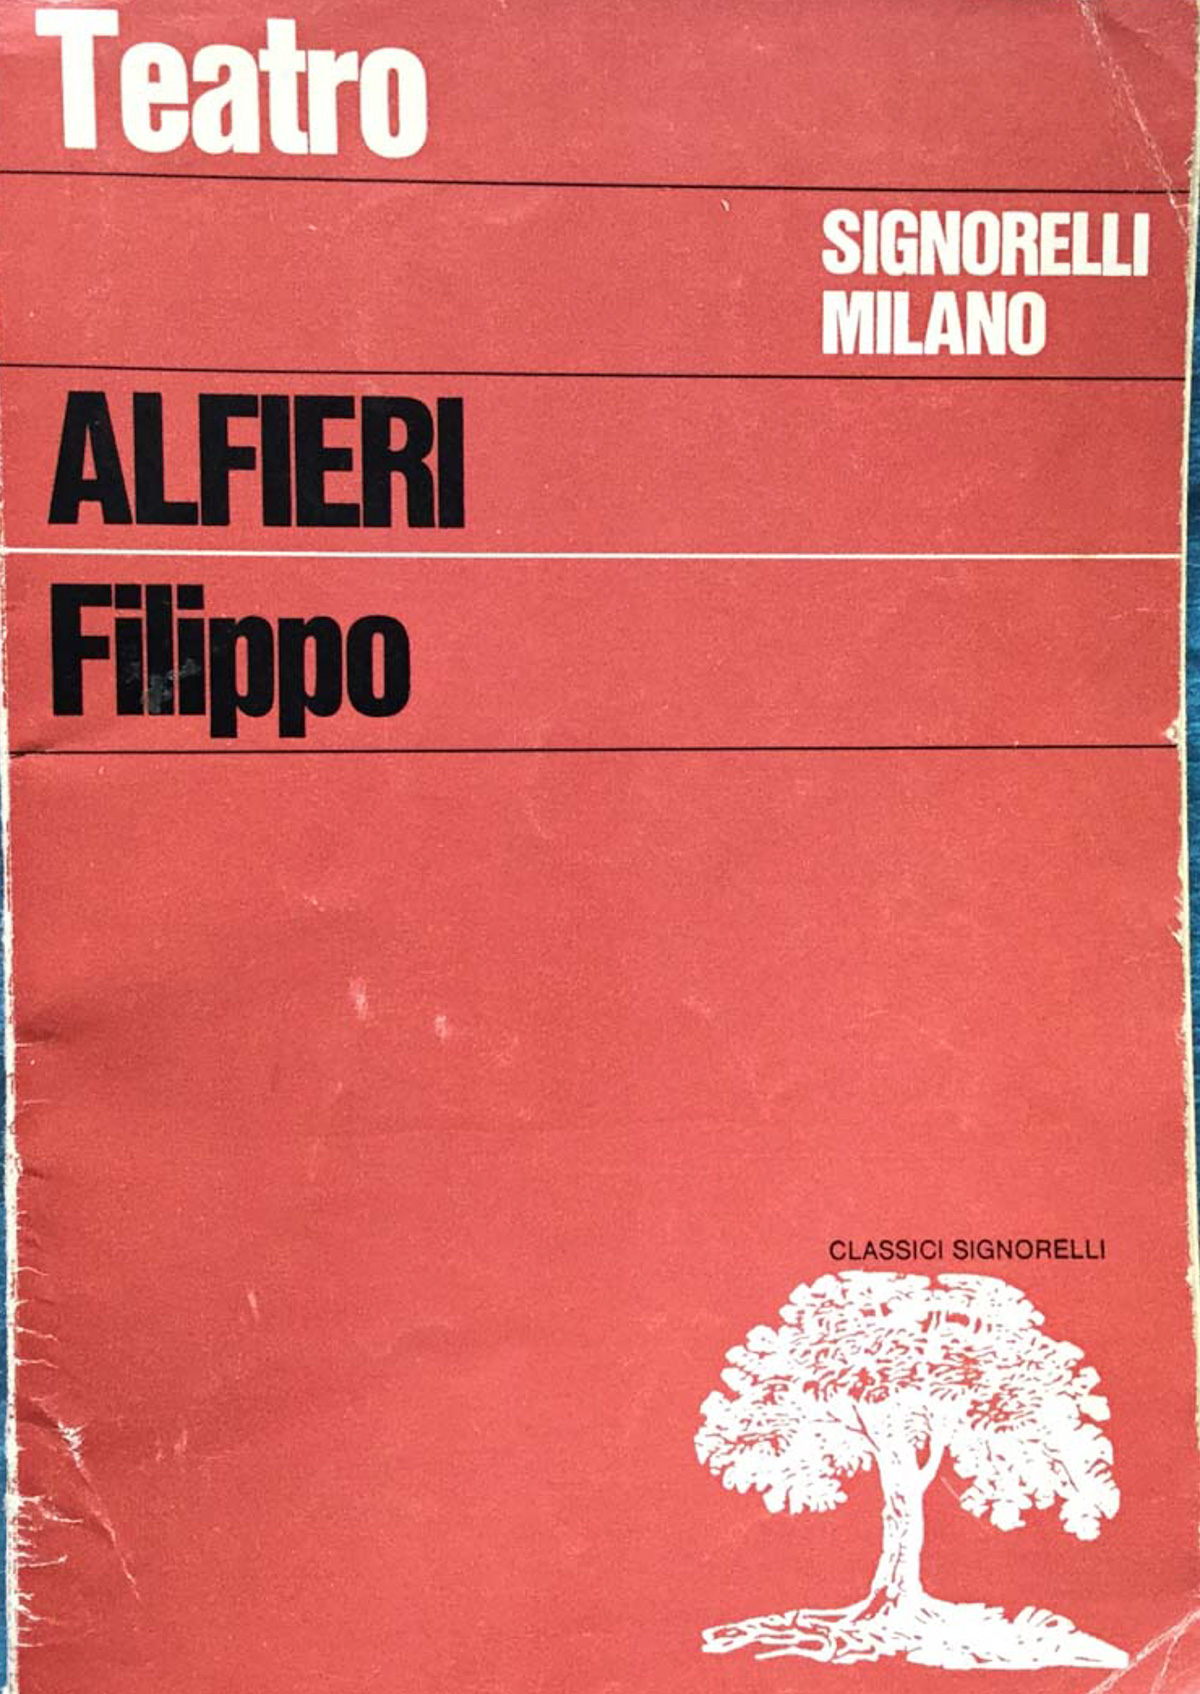 Teatro
SIGNORELLI
MILANO
ALFIERI
Filippo
CLASSICI SIGNORELLI